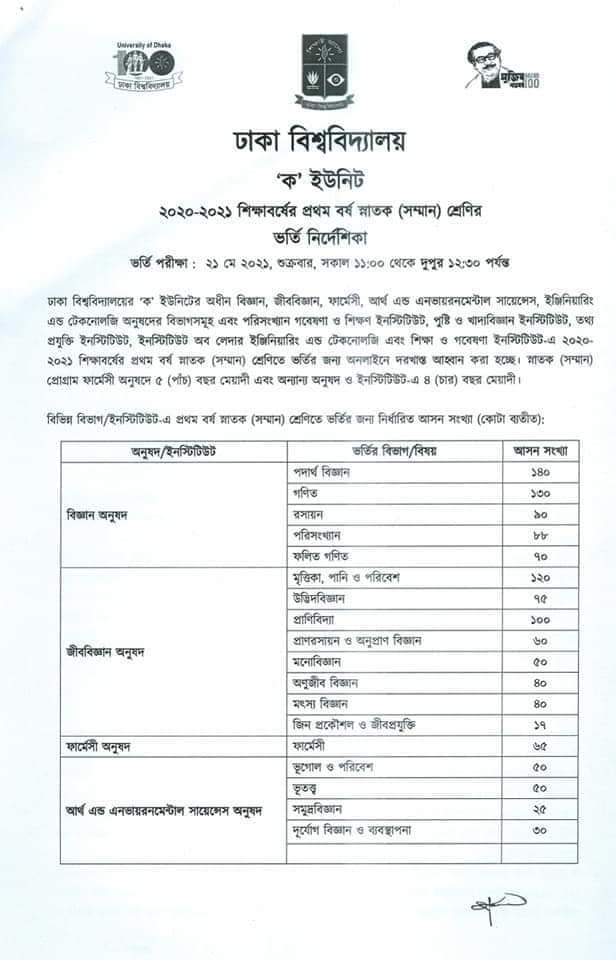 University of Dhaka
100
ঢাকা বিশ্ববিদ্যালয়
মুজিব
100
ঢাকা বিশ্ববিদ্যালয়
‘ক’ ইউনিট
২০২০-২০২১ শিক্ষাবর্ষের প্রথম বর্ষ স্নাতক (সম্মান) শ্রেণির
ভর্তি নির্দেশিকা
ভর্তি পরীক্ষা : ২১ মে ২০২১, শুক্রবার, সকাল ১১:০০ থেকে দুপুর ১২:৩০ পর্যন্ত
ঢাকা বিশ্ববিদ্যালয়ের ‘ক’ ইউনিটের অধীন বিজ্ঞান, জীববিজ্ঞান, ফার্মেসী, আর্থ এন্ড এনভায়রনমেন্টাল সায়েন্সেস, ইঞ্জিনিয়ারিং
এন্ড টেকনোলজি অনুষদের বিভাগসমূহ এবং পরিসংখ্যান গবেষণা ও শিক্ষণ ইনস্টিটিউট, পুষ্টি ও খাদ্যবিজ্ঞান ইনস্টিটিউট, তথ্য
প্রযুক্তি ইনস্টিটিউট, ইনস্টিটিউট অব লেদার ইঞ্জিনিয়ারিং এন্ড টেকনোলজি এবং শিক্ষা ও গবেষণা ইনস্টিটিউট-এ ২০২০-
২০২১ শিক্ষাবর্ষের প্রথম বর্ষ স্নাতক (সম্মান) শ্রেণিতে ভর্তির জন্য অনলাইনে দরখাস্ত আহ্বান করা হচ্ছে। স্নাতক (সম্মান)
প্রোগ্রাম ফার্মেসী অনুষদে ৫ (পাঁচ) বছর মেয়াদী এবং অন্যান্য অনুষদ ও ইনস্টিটিউট-এ ৪ (চার) বছর মেয়াদী।
বিভিন্ন বিভাগ/ইনস্টিটিউট-এ প্রথম বর্ষ স্নাতক (সম্মান) শ্রেণিতে ভর্তির জন্য নির্ধারিত আসন সংখ্যা (কোটা ব্যতীত):
অনুষদ/ইনস্টিটিউট ভর্তির বিভাগ/বিষয় আসন সংখ্যা
বিজ্ঞান অনুষদ
পদার্থ বিজ্ঞান ১৪০
গণিত ১৩০
রসায়ন ৯০
পরিসংখ্যান ৮৮
ফলিত গণিত ৭০
জীববিজ্ঞান অনুষদ
মৃত্তিকা, পানি ও পরিবেশ ১২০
উদ্ভিদবিজ্ঞান ৭৫
প্রাণিবিদ্যা ১০০
প্রাণরসায়ন ও অনুপ্রাণ বিজ্ঞান ৬০
মনোবিজ্ঞান ৫০
অণুজীব বিজ্ঞান ৪০
মৎস্য বিজ্ঞান ৪০
জিন প্রকৌশল ও জীবপ্রযুক্তি ১৭
ফার্মেসী অনুষদ ফার্মেসী ৬৫
আর্থ এন্ড এনভায়রনমেন্টাল সায়েন্সেস অনুষদ
ভূগোল ও পরিবেশ ৫০
ভূতত্ত্ব ৫০
সমুদ্রবিজ্ঞান ২৫
দূর্যোগ বিজ্ঞান ও ব্যবস্থাপনা ৩০